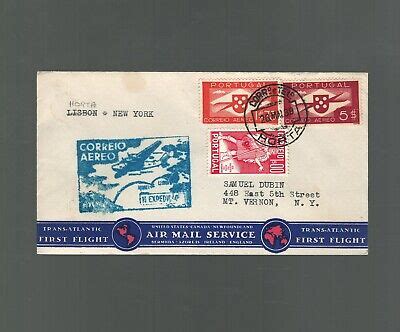 HORTA
LISBON - NEW YORK
CORREIO
AEREO
PORTUGAL
CORREIO AEREO
PORTUGAL
CORREIO AEREO
5$
HORTA
PORTUGAL
1$00
SAMUEL DUBIN
448 East 5th Street
MT. VERNON, N. Y.
TRANS-ATLANTIC
FIRST FLIGHT
UNITED STATES-CANADA-NEWFOUNDLAND
AIR MAIL SERVICE
BERMUDA-AZORES-IRELAND-ENGLAND
TRANS-ATLANTIC
FIRST FLIGHT